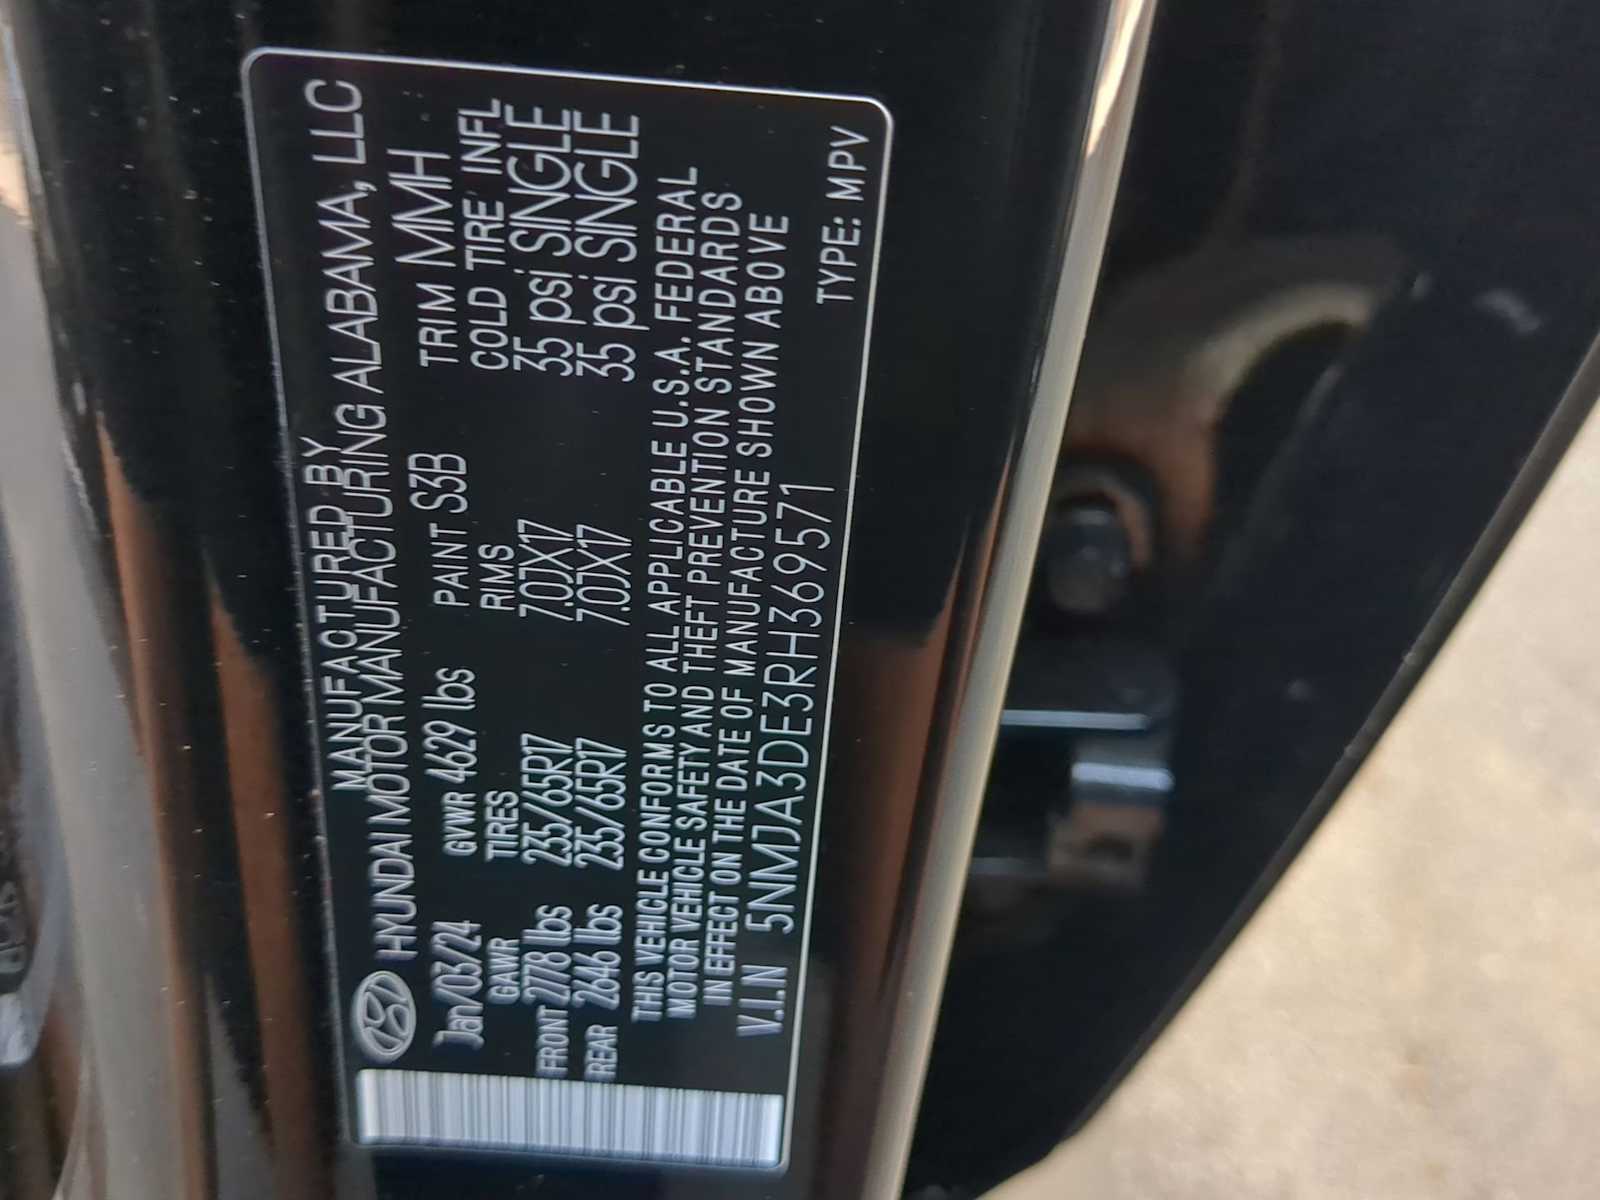 MANUFACTURED BY
HYUNDAI MOTOR MANUFACTURING ALABAMA, LLC
Jan/03/24 GVWR 4629 lbs PAINT S3B TRIM MMH
GAWR TIRES RIMS COLD TIRE INFL
FRONT 2778 lbs 235/65R17 7.0JX17 35 psi SINGLE
REAR 2646 lbs 235/65R17 7.0JX17 35 psi SINGLE
THIS VEHICLE CONFORMS TO ALL APPLICABLE U.S.A. FEDERAL
MOTOR VEHICLE SAFETY AND THEFT PREVENTION STANDARDS
IN EFFECT ON THE DATE OF MANUFACTURE SHOWN ABOVE
V.I.N 5NMJA3DE3RH369571 TYPE: MPV